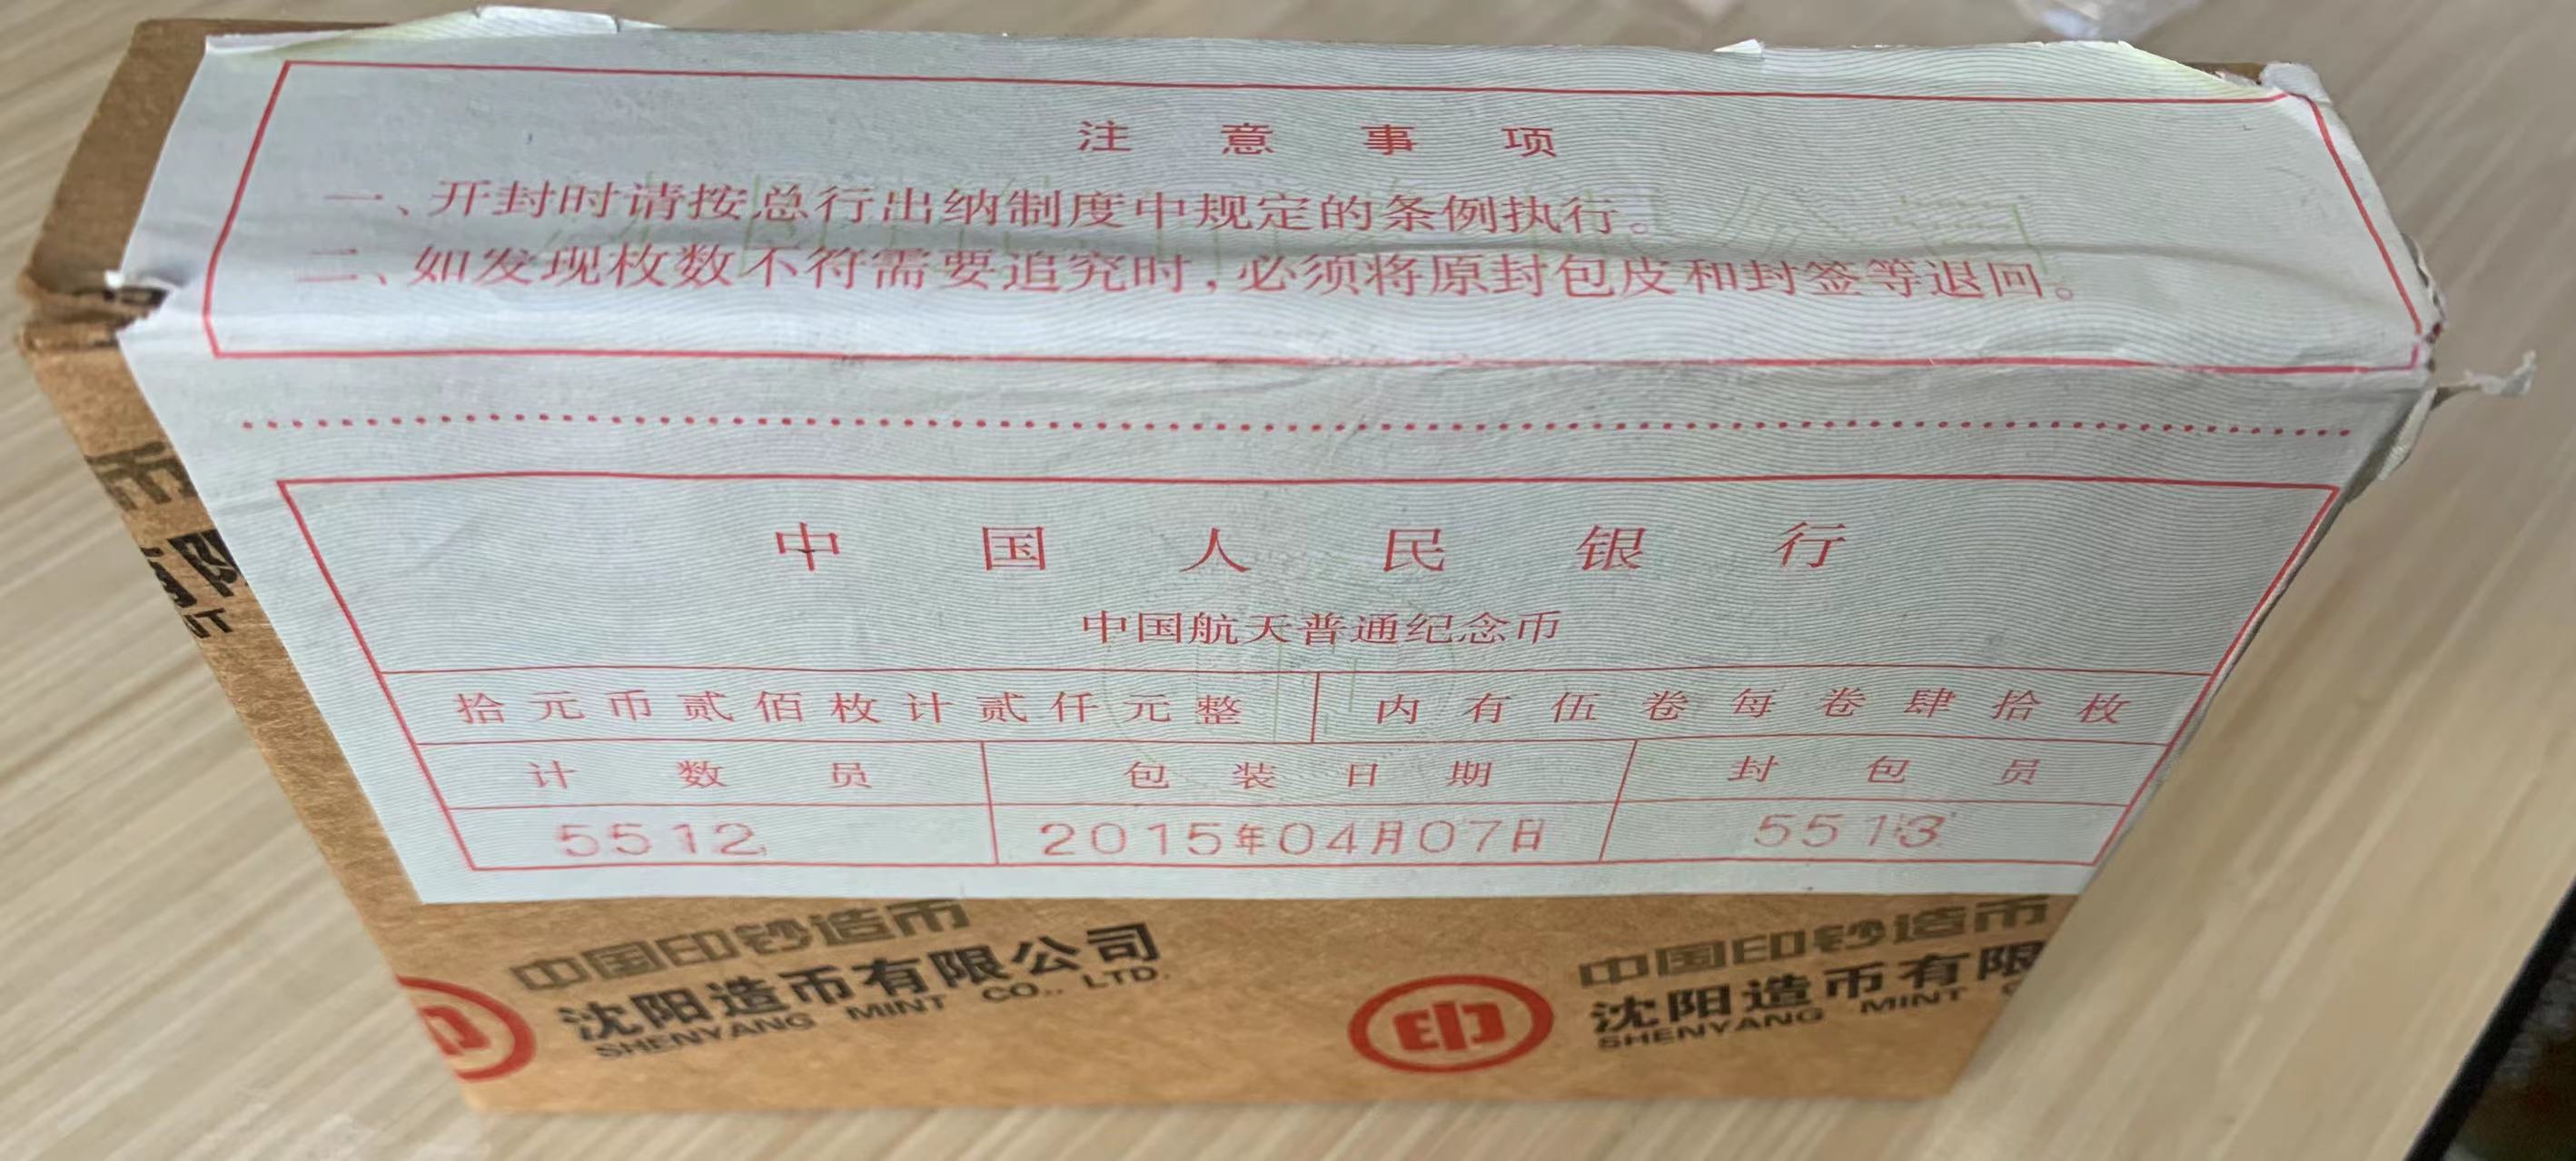 注意事项
一、开封时请按总行出纳制度中规定的条例执行。
二、如发现枚数不符需要追究时,必须将原封包皮和封签等退回。
中国人民银行
中国航天普通纪念币
拾元币贰佰枚计贰仟元整 内有伍卷每卷肆拾枚
计数员 包装日期 封包员
5512 2015年04月07日 5513
中国印钞造币
沈阳造币有限公司
SHENYANG MINT CO., LTD.
中国印钞造币
沈阳造币有限
SHENYANG MINT